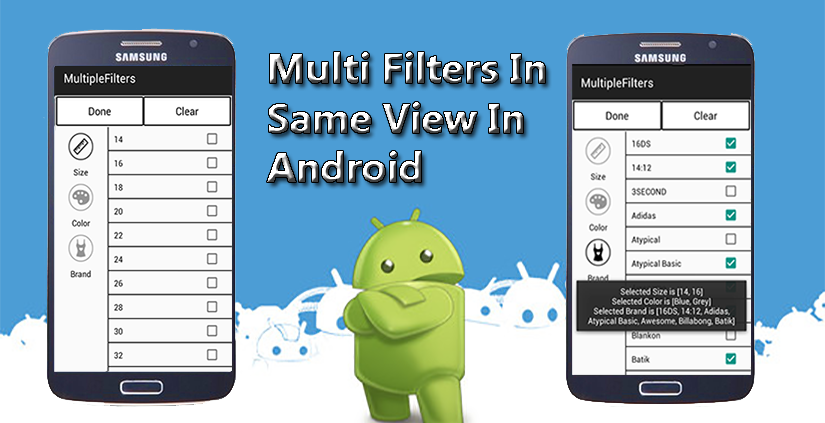 SAMSUNG
MultipleFilters
Done
Clear
Size
Color
Brand
14
16
18
20
22
24
26
28
30
32
Multi Filters In
Same View In
Android
SAMSUNG
MultipleFilters
Done
Clear
Size
Color
Brand
16DS
14:12
3SECOND
Adidas
Atypical
Atypical Basic
Selected Size is [14, 16]
Selected Color is [Blue, Grey]
Selected Brand is [16DS, 14:12, Adidas,
Atypical Basic, Awesome, Billabong, Batik]
Blankon
Batik